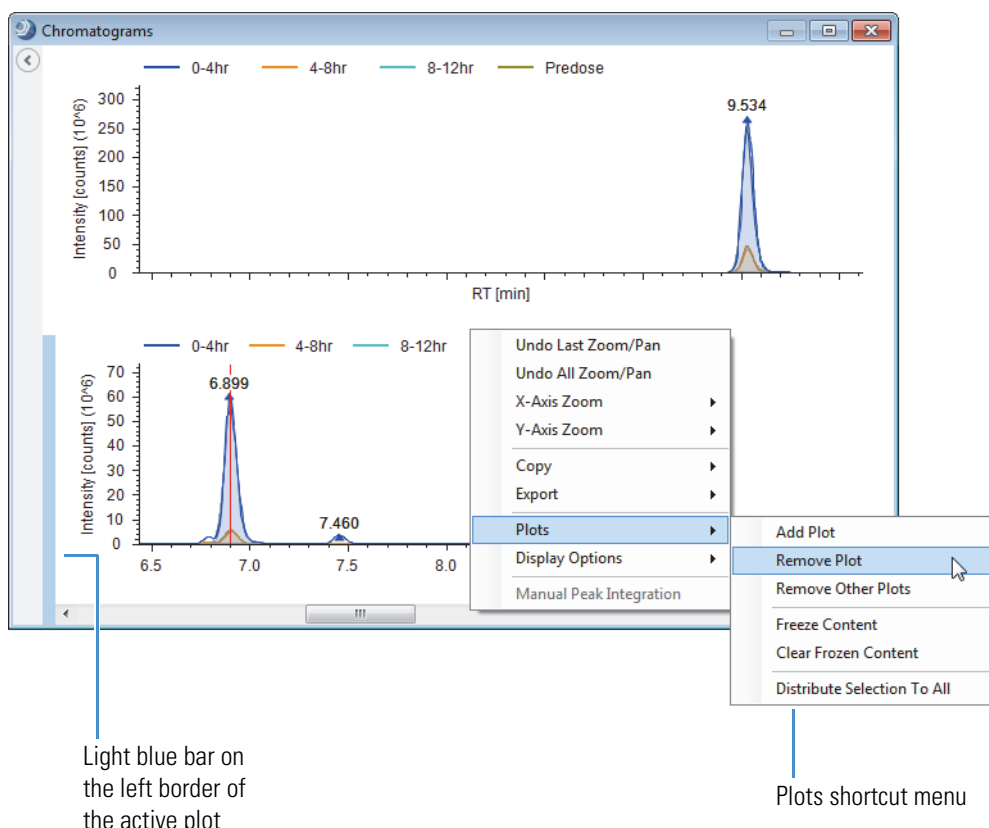 Chromatograms
0-4hr 4-8hr 8-12hr Predose
Intensity [counts] (10^6)
300
250
200
150
100
50
0
9.534
RT [min]
0-4hr 4-8hr 8-12hr
Intensity [counts] (10^6)
70
60
50
40
30
20
10
0
6.899
7.460
6.5 7.0 7.5 8.0
Undo Last Zoom/Pan
Undo All Zoom/Pan
X-Axis Zoom
Y-Axis Zoom
Copy
Export
Plots
Display Options
Manual Peak Integration
Add Plot
Remove Plot
Remove Other Plots
Freeze Content
Clear Frozen Content
Distribute Selection To All
Light blue bar on
the left border of
the active plot
Plots shortcut menu